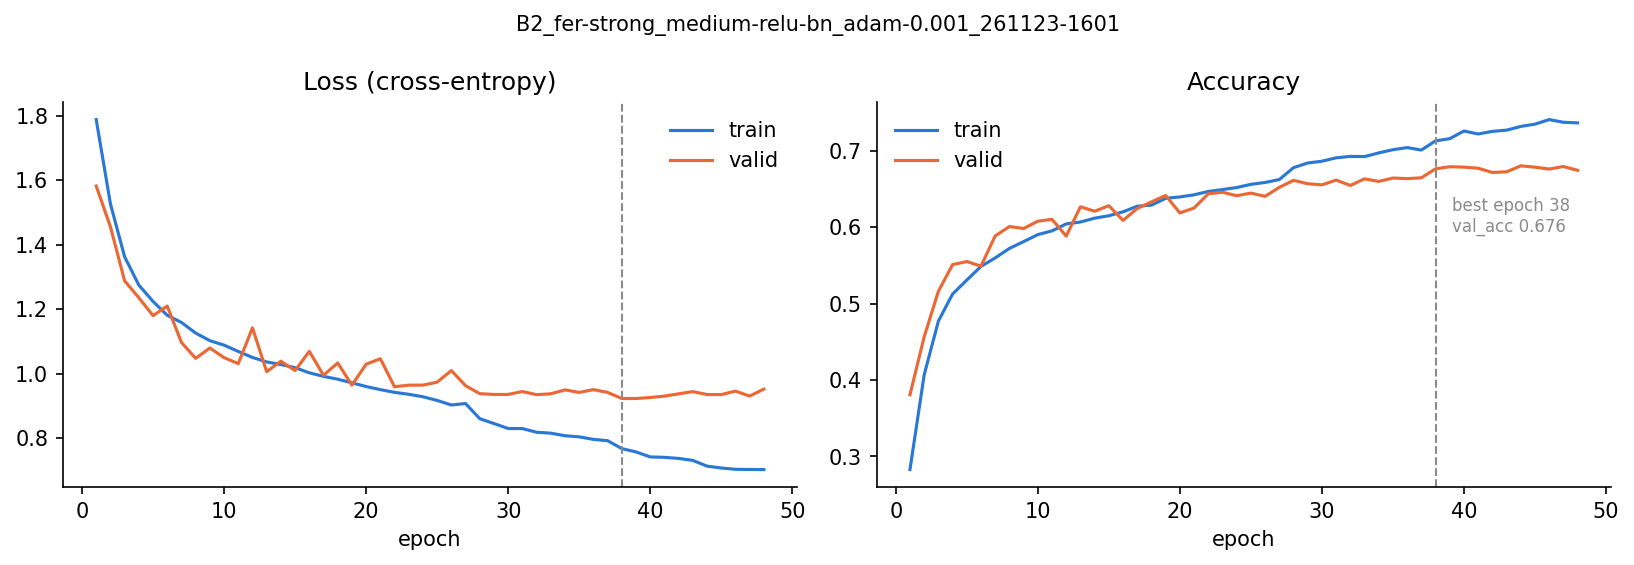 B2_fer-strong_medium-relu-bn_adam-0.001_261123-1601
Loss (cross-entropy)
1.8
1.6
1.4
1.2
1.0
0.8
train
valid
0
10
20
30
40
50
epoch
Accuracy
0.7
0.6
0.5
0.4
0.3
train
valid
best epoch 38
val_acc 0.676
0
10
20
30
40
50
epoch